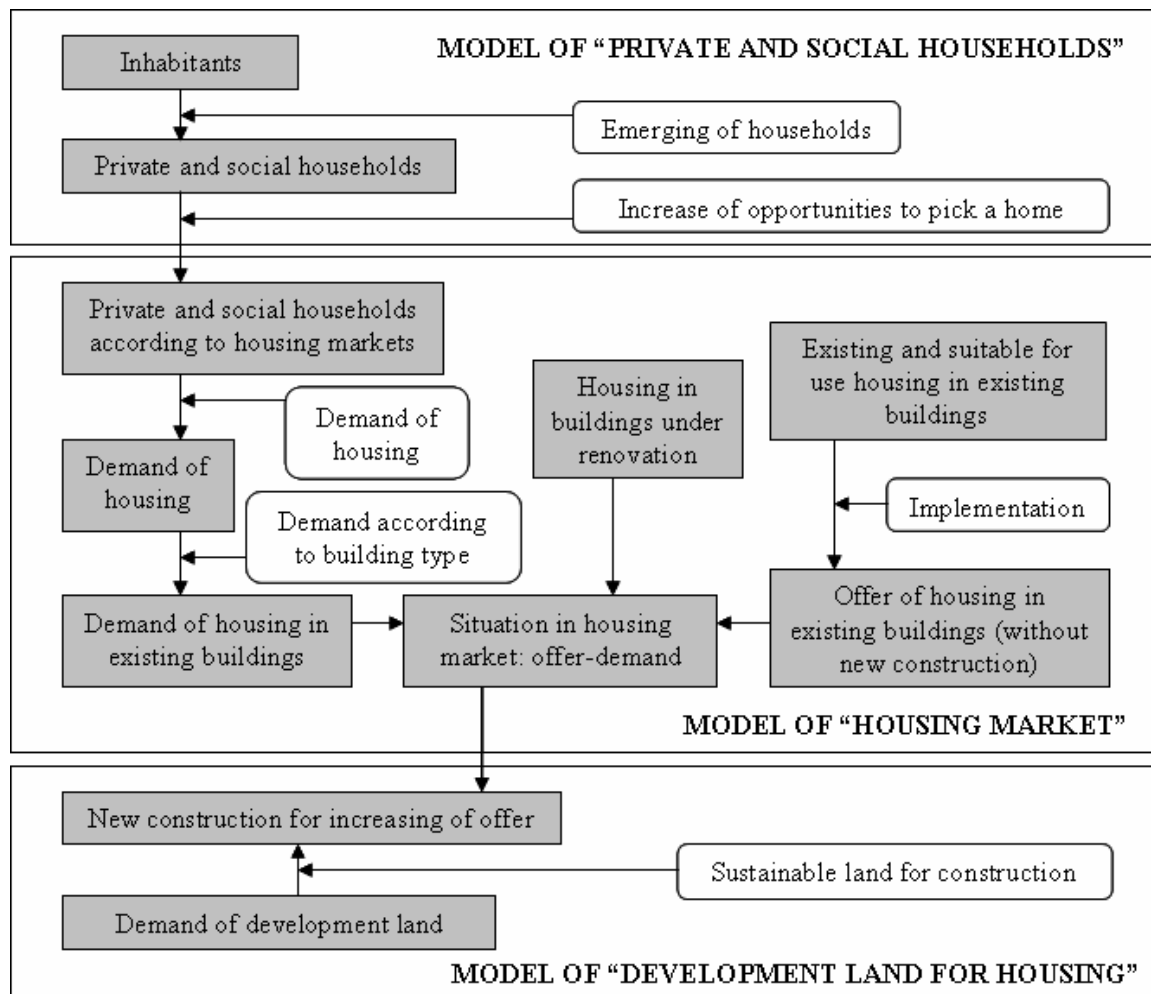 MODEL OF “PRIVATE AND SOCIAL HOUSEHOLDS”
Inhabitants
Emerging of households
Private and social households
Increase of opportunities to pick a home
Private and social households
according to housing markets
Demand of
housing
Demand of
housing
Demand according
to building type
Demand of housing in
existing buildings
Housing in
buildings under
renovation
Situation in housing
market: offer-demand
Existing and suitable for
use housing in existing
buildings
Implementation
Offer of housing in
existing buildings (without
new construction)
MODEL OF “HOUSING MARKET”
New construction for increasing of offer
Sustainable land for construction
Demand of development land
MODEL OF “DEVELOPMENT LAND FOR HOUSING”